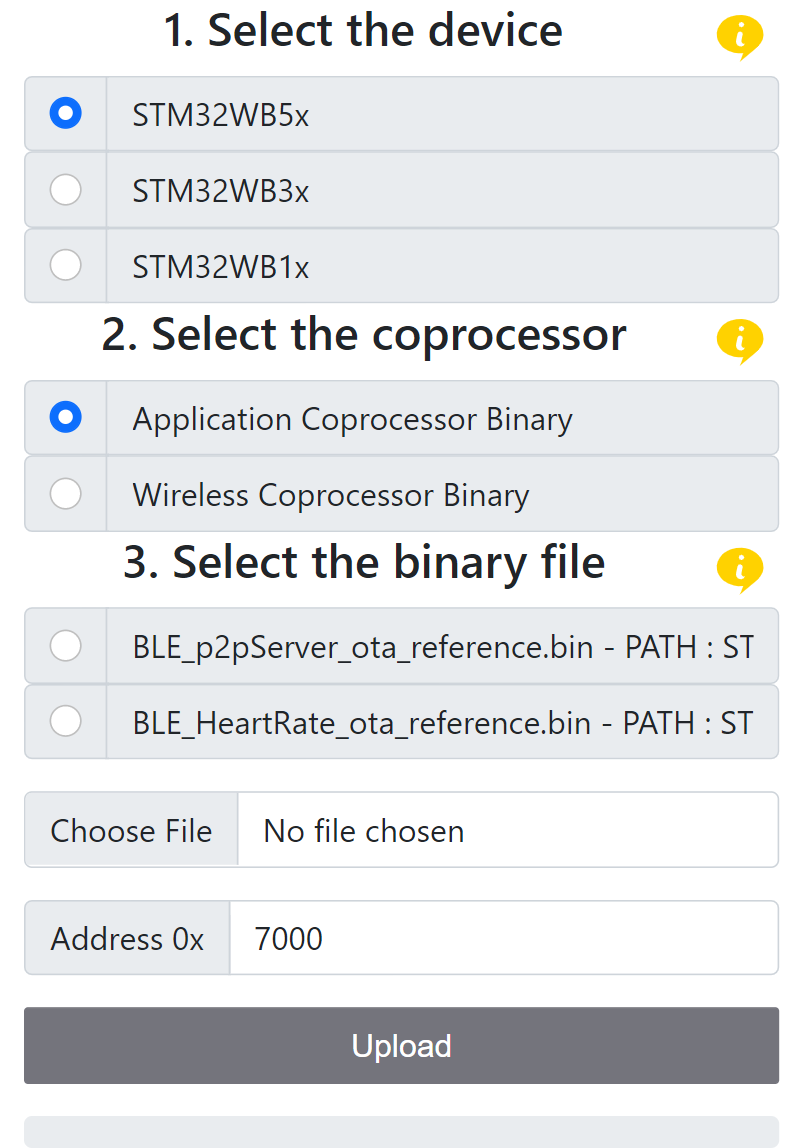 1. Select the device
STM32WB5x
STM32WB3x
STM32WB1x
2. Select the coprocessor
Application Coprocessor Binary
Wireless Coprocessor Binary
3. Select the binary file
BLE_p2pServer_ota_reference.bin - PATH : ST
BLE_HeartRate_ota_reference.bin - PATH : ST
Choose File No file chosen
Address 0x 7000
Upload